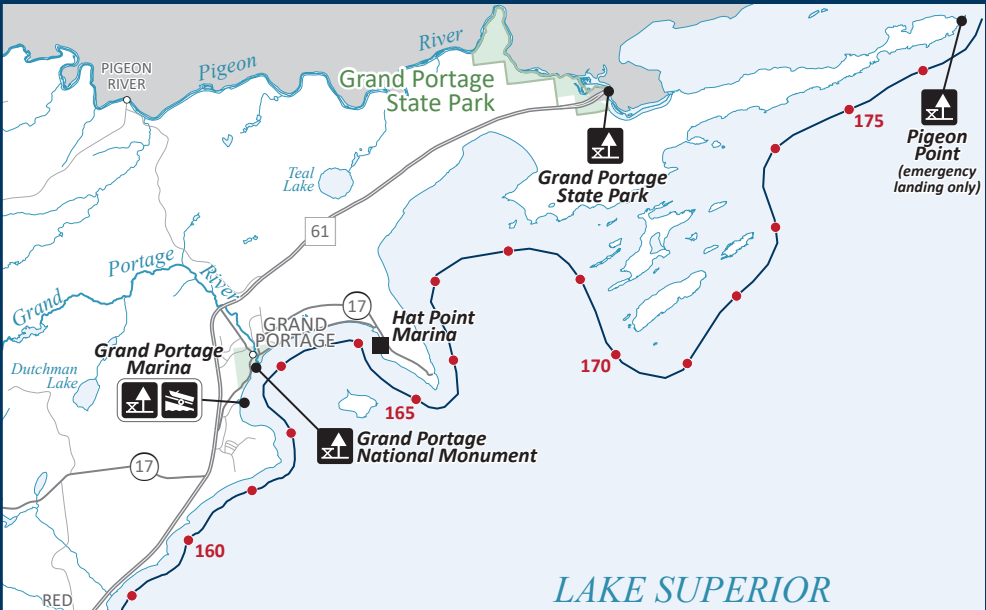 River
PIGEON
RIVER
Pigeon
Grand Portage
State Park
175
Pigeon
Point
(emergency
landing only)
Teal
Lake
Grand Portage
State Park
61
Portage
River
Grand
17
Hat Point
Marina
GRAND
PORTAGE
Grand Portage
Marina
Dutchman
Lake
170
165
Grand Portage
National Monument
17
160
LAKE SUPERIOR
RED